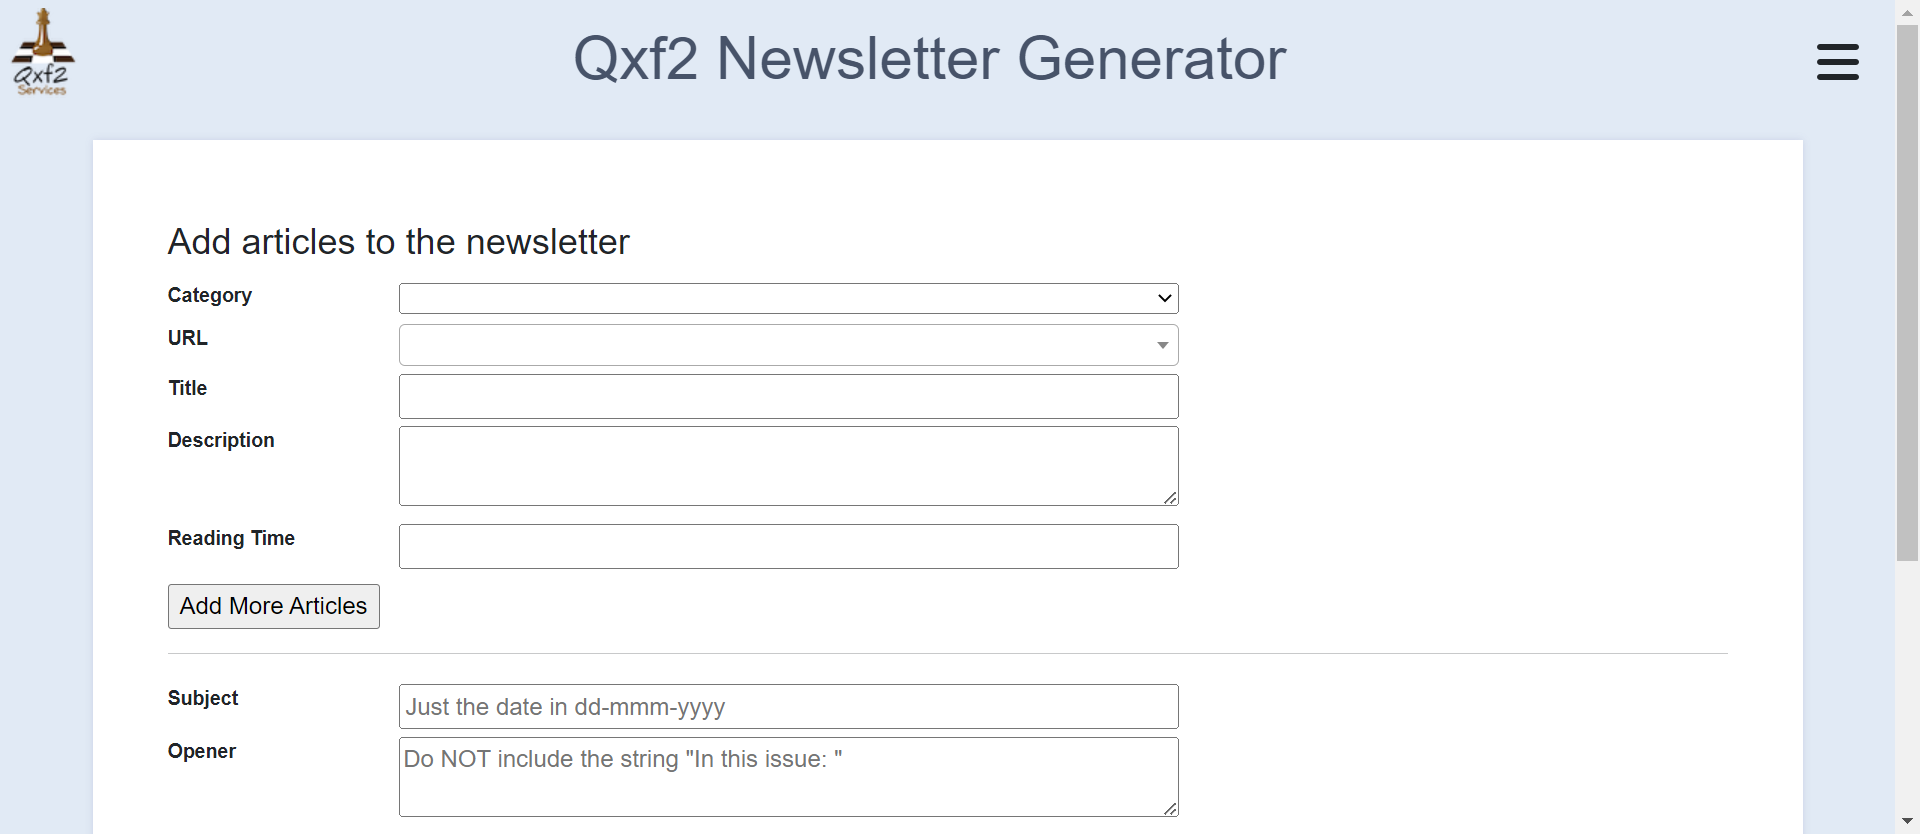 Qxf2
Services
Qxf2 Newsletter Generator
Add articles to the newsletter
Category
URL
Title
Description
Reading Time
Add More Articles
Subject
Just the date in dd-mmm-yyyy
Opener
Do NOT include the string "In this issue: "